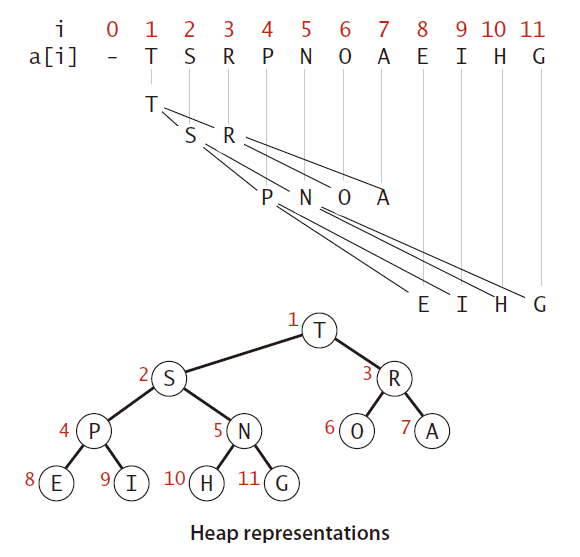 i 0 1 2 3 4 5 6 7 8 9 10 11
a[i] - T S R P N O A E I H G
T
S R
P N O A
E I H G
1 T
2 S 3 R
4 P 5 N 6 O 7 A
8 E 9 I 10 H 11 G
Heap representations